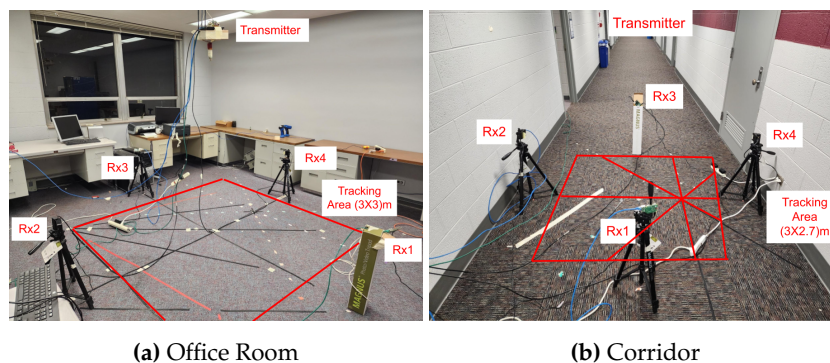 Transmitter
Rx3
Rx4
Tracking
Area (3X3)m
Rx2
Rx1
MAGNUS
(a) Office Room
Transmitter
Rx2
Rx3
Rx4
Rx1
Tracking
Area
(3X2.7)m
(b) Corridor